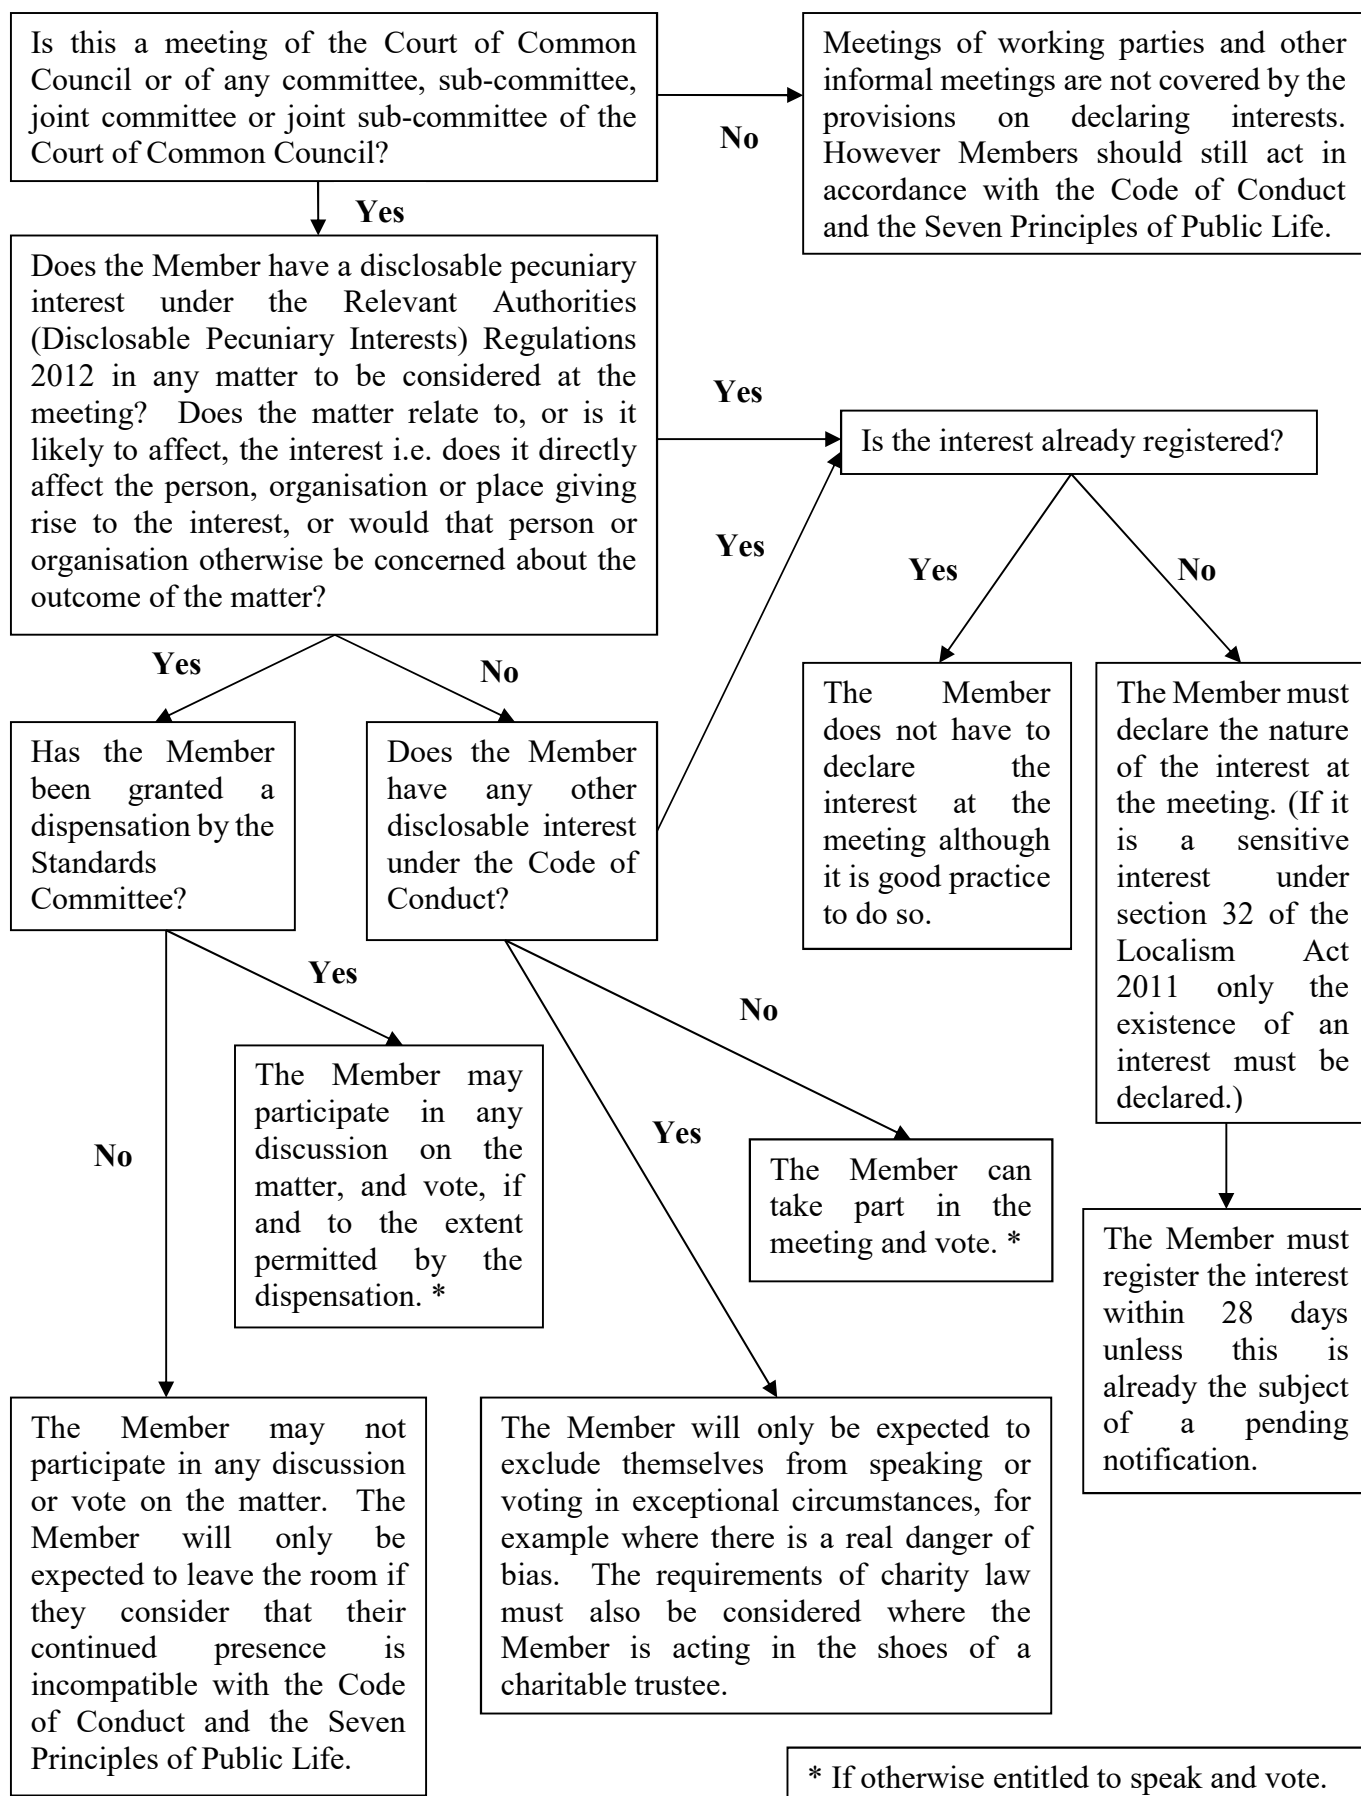 Is this a meeting of the Court of Common
Council or of any committee, sub-committee,
joint committee or joint sub-committee of the
Court of Common Council?
No
Meetings of working parties and other
informal meetings are not covered by the
provisions on declaring interests.
However Members should still act in
accordance with the Code of Conduct
and the Seven Principles of Public Life.
Yes
Does the Member have a disclosable pecuniary
interest under the Relevant Authorities
(Disclosable Pecuniary Interests) Regulations
2012 in any matter to be considered at the
meeting? Does the matter relate to, or is it
likely to affect, the interest i.e. does it directly
affect the person, organisation or place giving
rise to the interest, or would that person or
organisation otherwise be concerned about the
outcome of the matter?
Yes
Is the interest already registered?
Yes
Yes
No
Yes
No
Has the Member
been granted a
dispensation by the
Standards
Committee?
Does the Member
have any other
disclosable interest
under the Code of
Conduct?
The Member
does not have to
declare the
interest at the
meeting although
it is good practice
to do so.
The Member must
declare the nature
of the interest at
the meeting. (If it
is a sensitive
interest under
section 32 of the
Localism Act
2011 only the
existence of an
interest must be
declared.)
Yes
No
The Member may
participate in any
discussion on the
matter, and vote, if
and to the extent
permitted by the
dispensation. *
No
Yes
The Member can
take part in the
meeting and vote. *
The Member must
register the interest
within 28 days
unless this is
already the subject
of a pending
notification.
The Member may not
participate in any discussion
or vote on the matter. The
Member will only be
expected to leave the room if
they consider that their
continued presence is
incompatible with the Code
of Conduct and the Seven
Principles of Public Life.
The Member will only be expected to
exclude themselves from speaking or
voting in exceptional circumstances, for
example where there is a real danger of
bias. The requirements of charity law
must also be considered where the
Member is acting in the shoes of a
charitable trustee.
* If otherwise entitled to speak and vote.